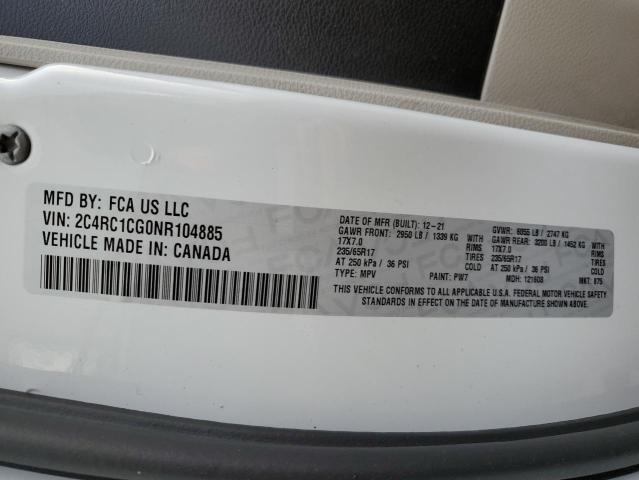 MFD BY: FCA US LLC
VIN: 2C4RC1CG0NR104885
VEHICLE MADE IN: CANADA
DATE OF MFR (BUILT): 12-21 GVWR: 6055 LB / 2747 KG
GAWR FRONT: 2950 LB / 1339 KG WITH GAWR REAR: 3200 LB / 1452 KG WITH
17X7.0 RIMS 17X7.0 RIMS
235/65R17 TIRES 235/65R17 TIRES
AT 250 kPa / 36 PSI COLD AT 250 kPa / 36 PSI COLD
TYPE: MPV PAINT: PW7 MDH: 121608 MKT: 875
THIS VEHICLE CONFORMS TO ALL APPLICABLE U.S.A. FEDERAL MOTOR VEHICLE SAFETY
STANDARDS IN EFFECT ON THE DATE OF MANUFACTURE SHOWN ABOVE.